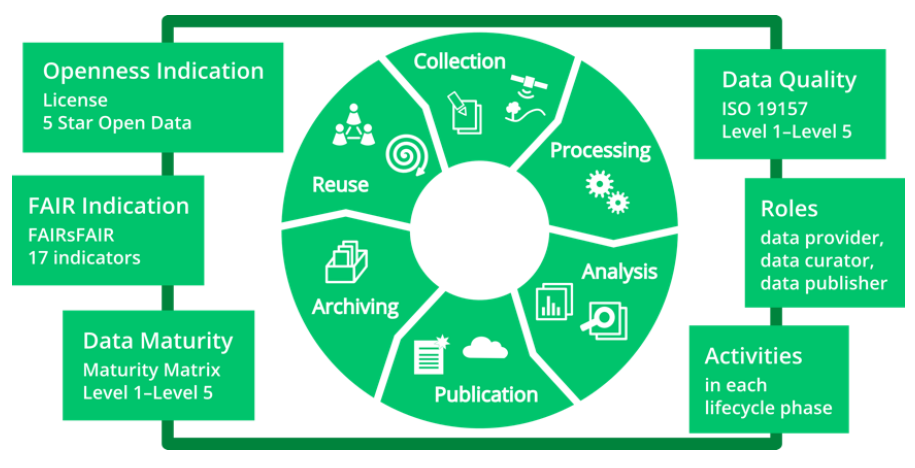 Openness Indication
License
5 Star Open Data
FAIR Indication
FAIRsFAIR
17 indicators
Data Maturity
Maturity Matrix
Level 1–Level 5
Collection
Processing
Analysis
Publication
Archiving
Reuse
Data Quality
ISO 19157
Level 1–Level 5
Roles
data provider,
data curator,
data publisher
Activities
in each
lifecycle phase